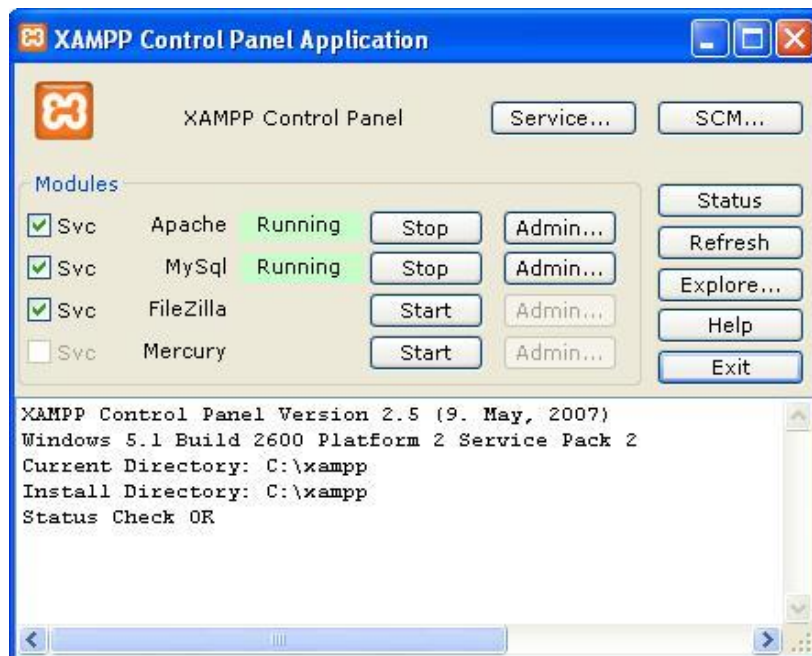 XAMPP Control Panel Application
XAMPP Control Panel Service... SCM...
Modules
Svc Apache Running Stop Admin...
Svc MySql Running Stop Admin...
Svc FileZilla Start Admin...
Svc Mercury Start Admin...
Status
Refresh
Explore...
Help
Exit
XAMPP Control Panel Version 2.5 (9. May, 2007)
Windows 5.1 Build 2600 Platform 2 Service Pack 2
Current Directory: C:\xampp
Install Directory: C:\xampp
Status Check OK